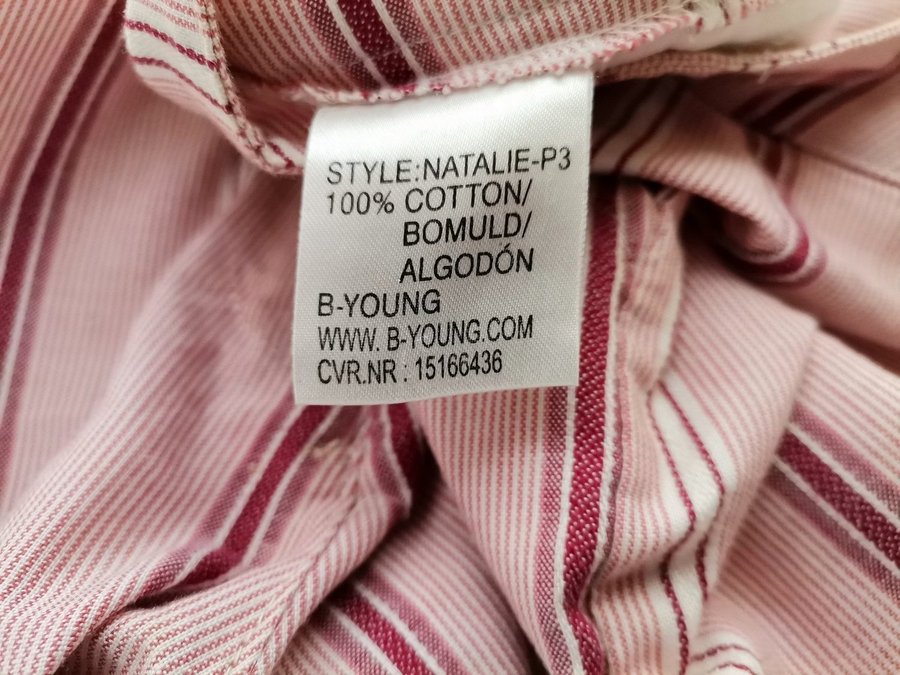 STYLE:NATALIE-P3
100% COTTON/
BOMULD/
ALGODÓN
B-YOUNG
WWW. B-YOUNG.COM
CVR.NR : 15166436